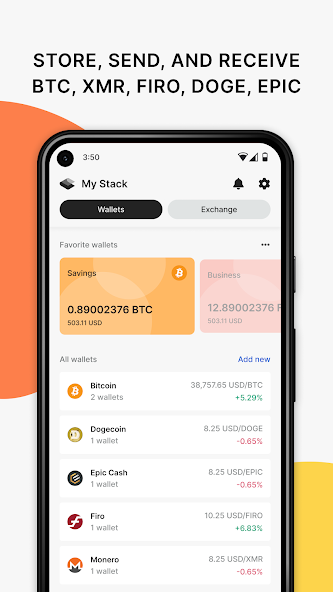 STORE, SEND, AND RECEIVE
BTC, XMR, FIRO, DOGE, EPIC
3:50
My Stack
Wallets
Exchange
Favorite wallets
Savings
0.89002376 BTC
503.11 USD
Business
12.89002376
503.11 USD
All wallets
Add new
Bitcoin
38,757.65 USD/BTC
2 wallets
+5.29%
Dogecoin
8.25 USD/DOGE
1 wallet
-0.65%
Epic Cash
8.25 USD/EPIC
1 wallet
-0.65%
Firo
10.25 USD/FIRO
1 wallet
+6.83%
Monero
8.25 USD/XMR
1 wallet
-0.65%